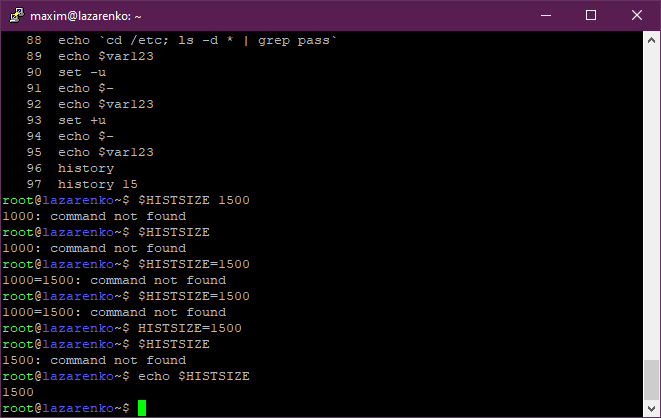 maxim@lazarenko: ~
88 echo `cd /etc; ls -d * | grep pass`
89 echo $var123
90 set -u
91 echo $-
92 echo $var123
93 set +u
94 echo $-
95 echo $var123
96 history
97 history 15
root@lazarenko~$ $HISTSIZE 1500
1000: command not found
root@lazarenko~$ $HISTSIZE
1000: command not found
root@lazarenko~$ $HISTSIZE=1500
1000=1500: command not found
root@lazarenko~$ $HISTSIZE=1500
1000=1500: command not found
root@lazarenko~$ HISTSIZE=1500
root@lazarenko~$ $HISTSIZE
1500: command not found
root@lazarenko~$ echo $HISTSIZE
1500
root@lazarenko~$